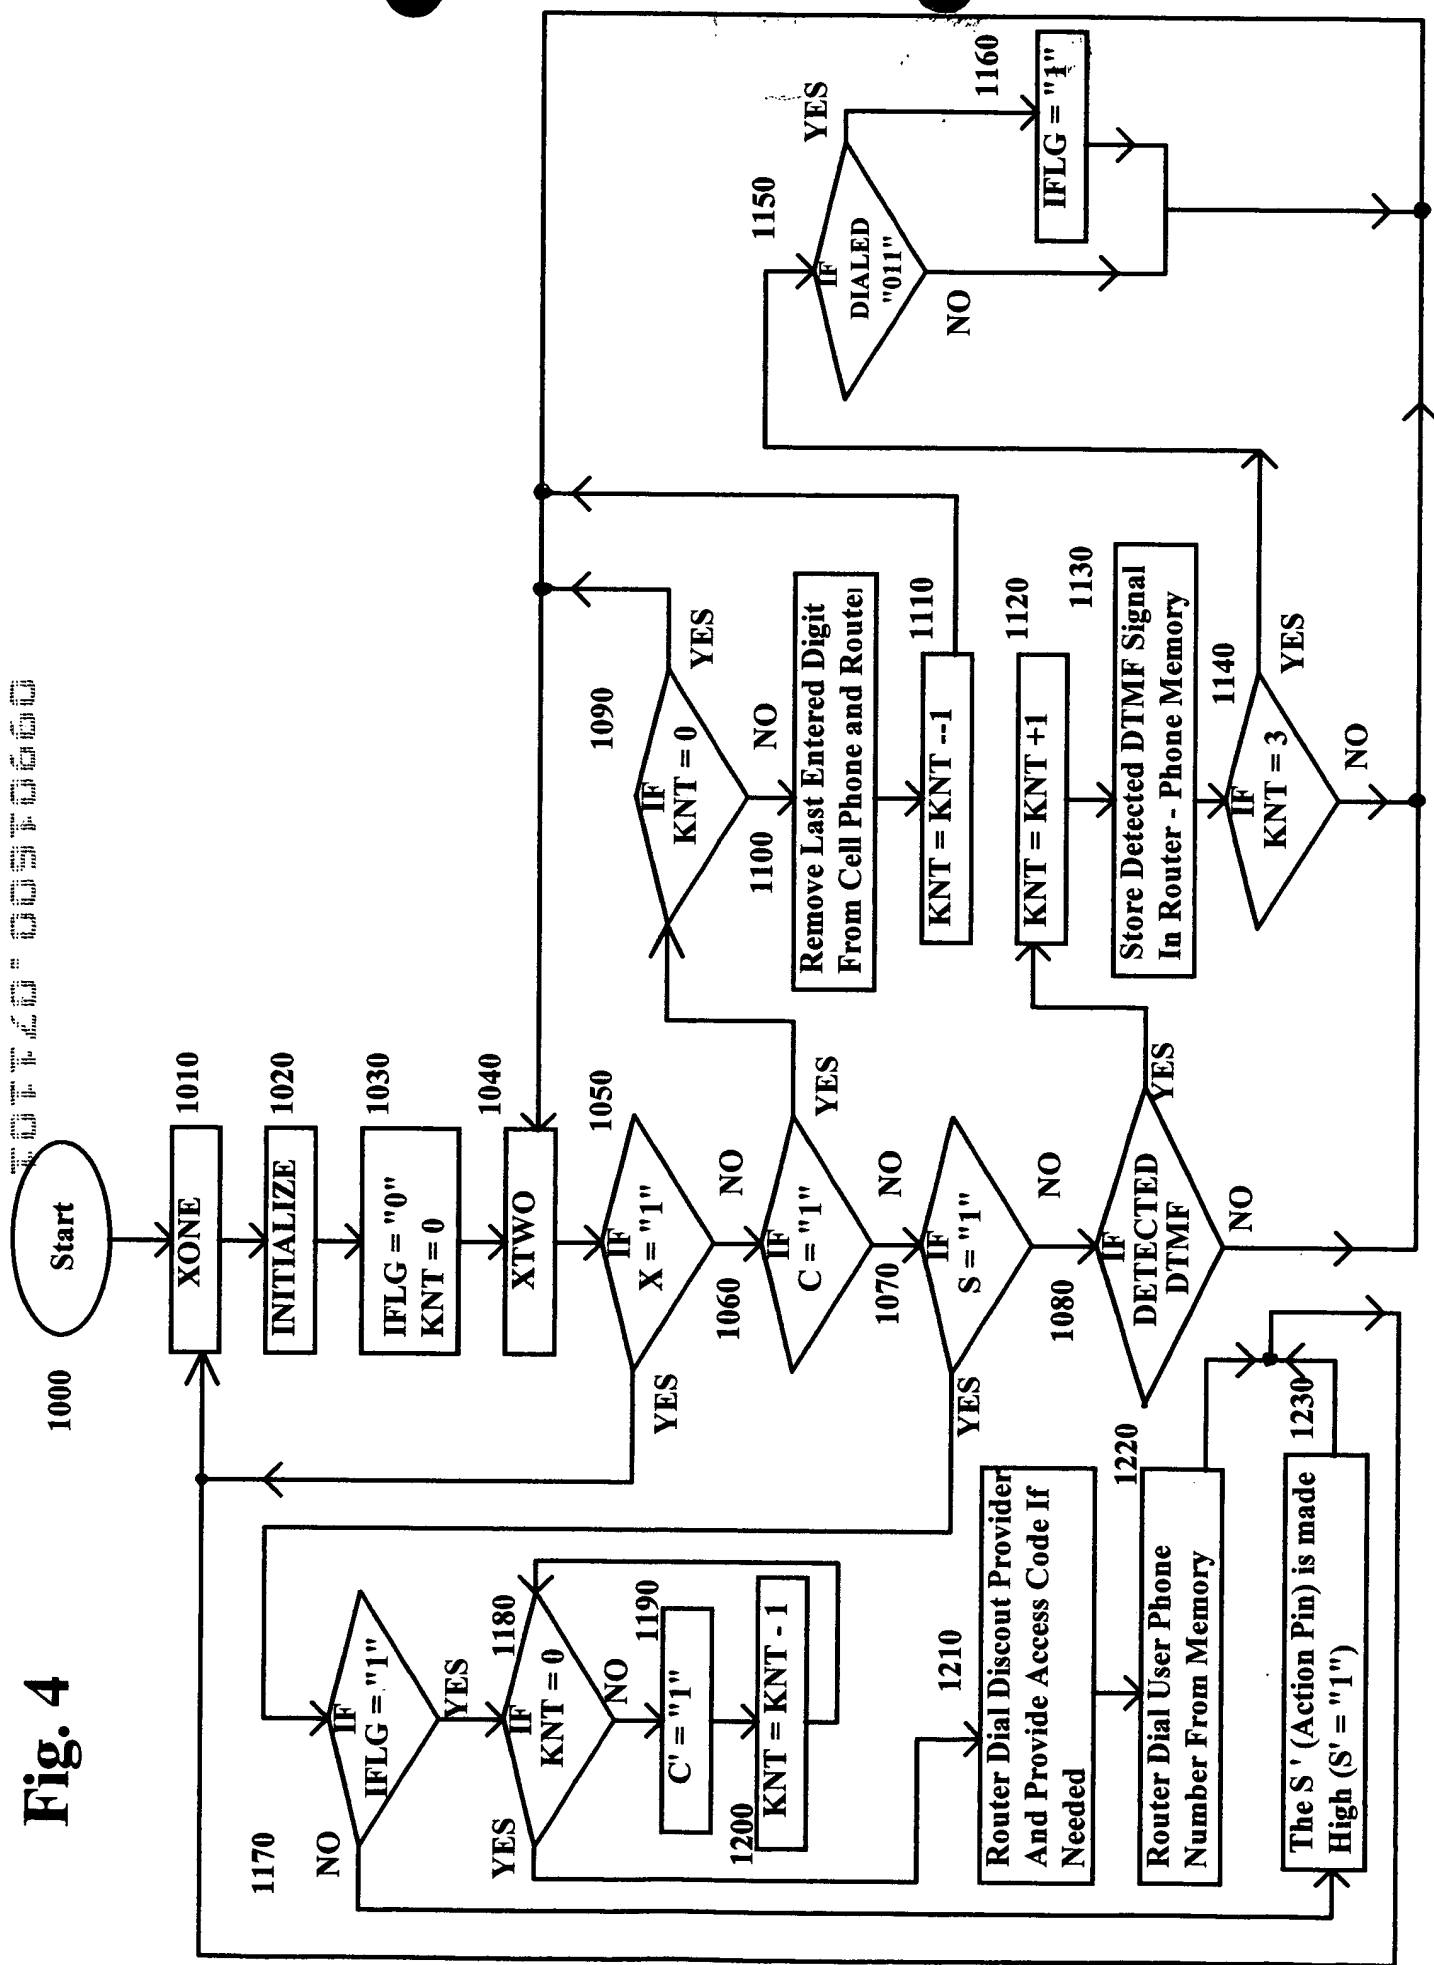 Fig. 4
1000
Start
XONE
1010
INITIALIZE
1020
IFLG = "0"
KNT = 0
1030
XTWO
1040
IF
X = "1"
1050
YES
NO
1060
IF
C = "1"
YES
NO
1070
IF
S = "1"
YES
NO
1080
IF
DETECTED
DTMF
YES
NO
1090
IF
KNT = 0
YES
NO
1100
Remove Last Entered Digit
From Cell Phone and Router
1110
KNT = KNT --1
1120
KNT = KNT +1
1130
Store Detected DTMF Signal
In Router - Phone Memory
1140
IF
KNT = 3
YES
NO
1150
IF
DIALED
"011"
YES
NO
1160
IFLG = "1"
1170
IF
IFLG = "1"
NO
YES
1180
IF
KNT = 0
YES
NO
1190
C' = "1"
1200
KNT = KNT - 1
1210
Router Dial Discout Provider
And Provide Access Code If
Needed
1220
Router Dial User Phone
Number From Memory
1230
The S ' (Action Pin) is made
High (S' = "1")